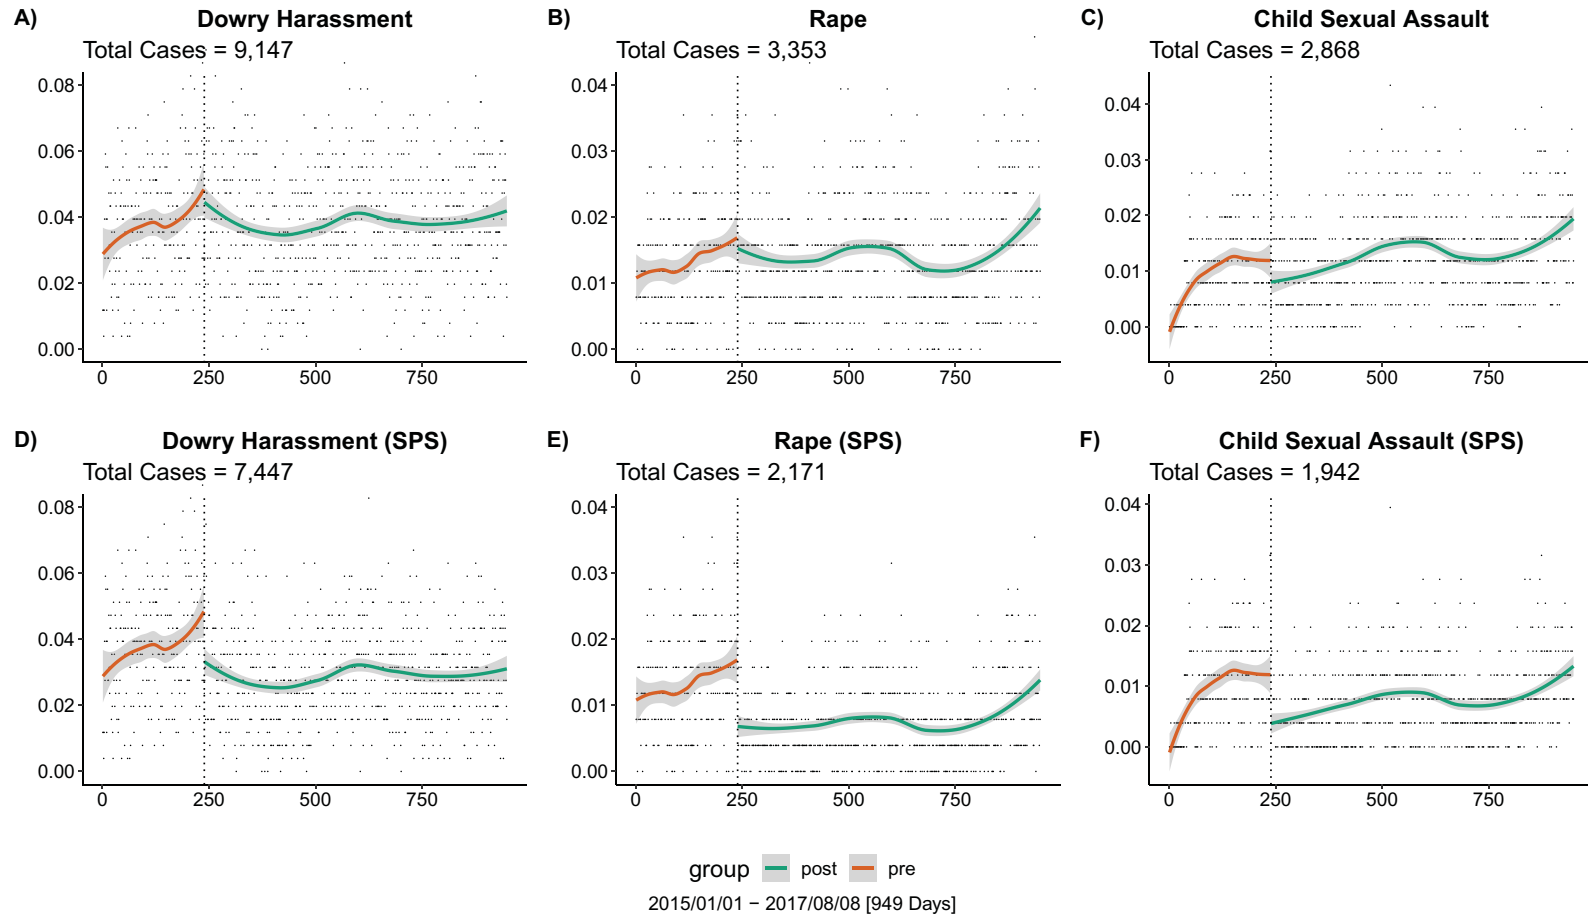 A) Dowry Harassment
Total Cases = 9,147
0.08
0.06
0.04
0.02
0.00
0 250 500 750
B) Rape
Total Cases = 3,353
0.04
0.03
0.02
0.01
0.00
0 250 500 750
C) Child Sexual Assault
Total Cases = 2,868
0.04
0.03
0.02
0.01
0.00
0 250 500 750
D) Dowry Harassment (SPS)
Total Cases = 7,447
0.08
0.06
0.04
0.02
0.00
0 250 500 750
E) Rape (SPS)
Total Cases = 2,171
0.04
0.03
0.02
0.01
0.00
0 250 500 750
F) Child Sexual Assault (SPS)
Total Cases = 1,942
0.04
0.03
0.02
0.01
0.00
0 250 500 750
group post pre
2015/01/01 − 2017/08/08 [949 Days]